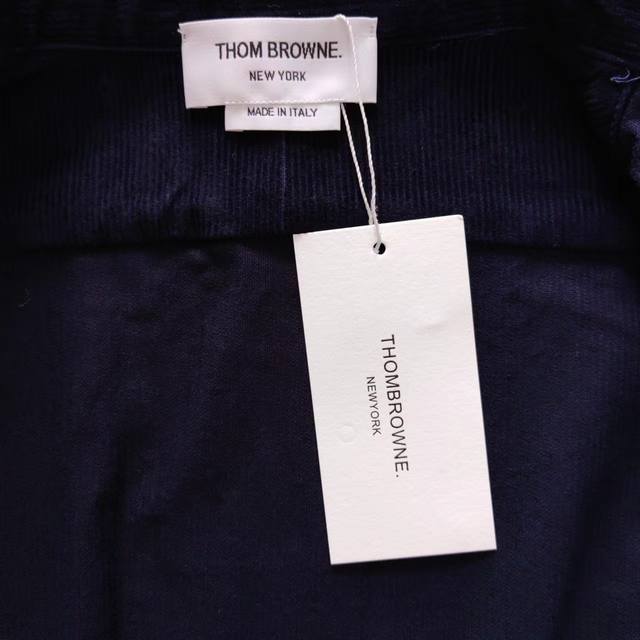 THOM BROWNE.
NEW YORK
MADE IN ITALY
THOMBROWNE.
NEWYORK